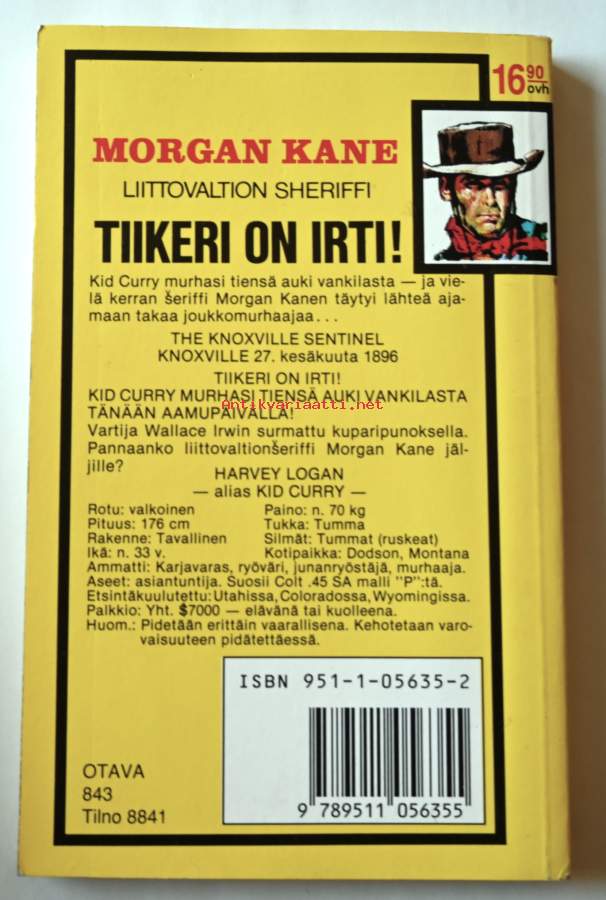 16 90 ovh
MORGAN KANE
LIITTOVALTION SHERIFFI
TIIKERI ON IRTI!
Kid Curry murhasi tiensä auki vankilasta — ja vie-
lä kerran šeriffi Morgan Kanen täytyi lähteä aja-
maan takaa joukkomurhaajaa...
THE KNOXVILLE SENTINEL
KNOXVILLE 27. kesäkuuta 1896
TIIKERI ON IRTI!
KID CURRY MURHASI TIENSÄ AUKI VANKILASTA
Antikvariaatti.net
TÄNÄÄN AAMUPÄIVÄLLÄ!
Vartija Wallace Irwin surmattu kuparipunoksella.
Pannaanko liittovaltionšeriffi Morgan Kane jäl-
jille?
HARVEY LOGAN
— alias KID CURRY —
Rotu: valkoinen Paino: n. 70 kg
Pituus: 176 cm Tukka: Tumma
Rakenne: Tavallinen Silmät: Tummat (ruskeat)
Ikä: n. 33 v. Kotipaikka: Dodson, Montana
Ammatti: Karjavaras, ryöväri, junanryöstäjä, murhaaja.
Aseet: asiantuntija. Suosii Colt .45 SA malli "P":tä.
Etsintäkuulutettu: Utahissa, Coloradossa, Wyomingissa.
Palkkio: Yht. $7000 — elävänä tai kuolleena.
Huom.: Pidetään erittäin vaarallisena. Kehotetaan varo-
vaisuuteen pidätettäessä.
ISBN 951-1-05635-2
9 789511 056355
OTAVA
843
Tilno 8841